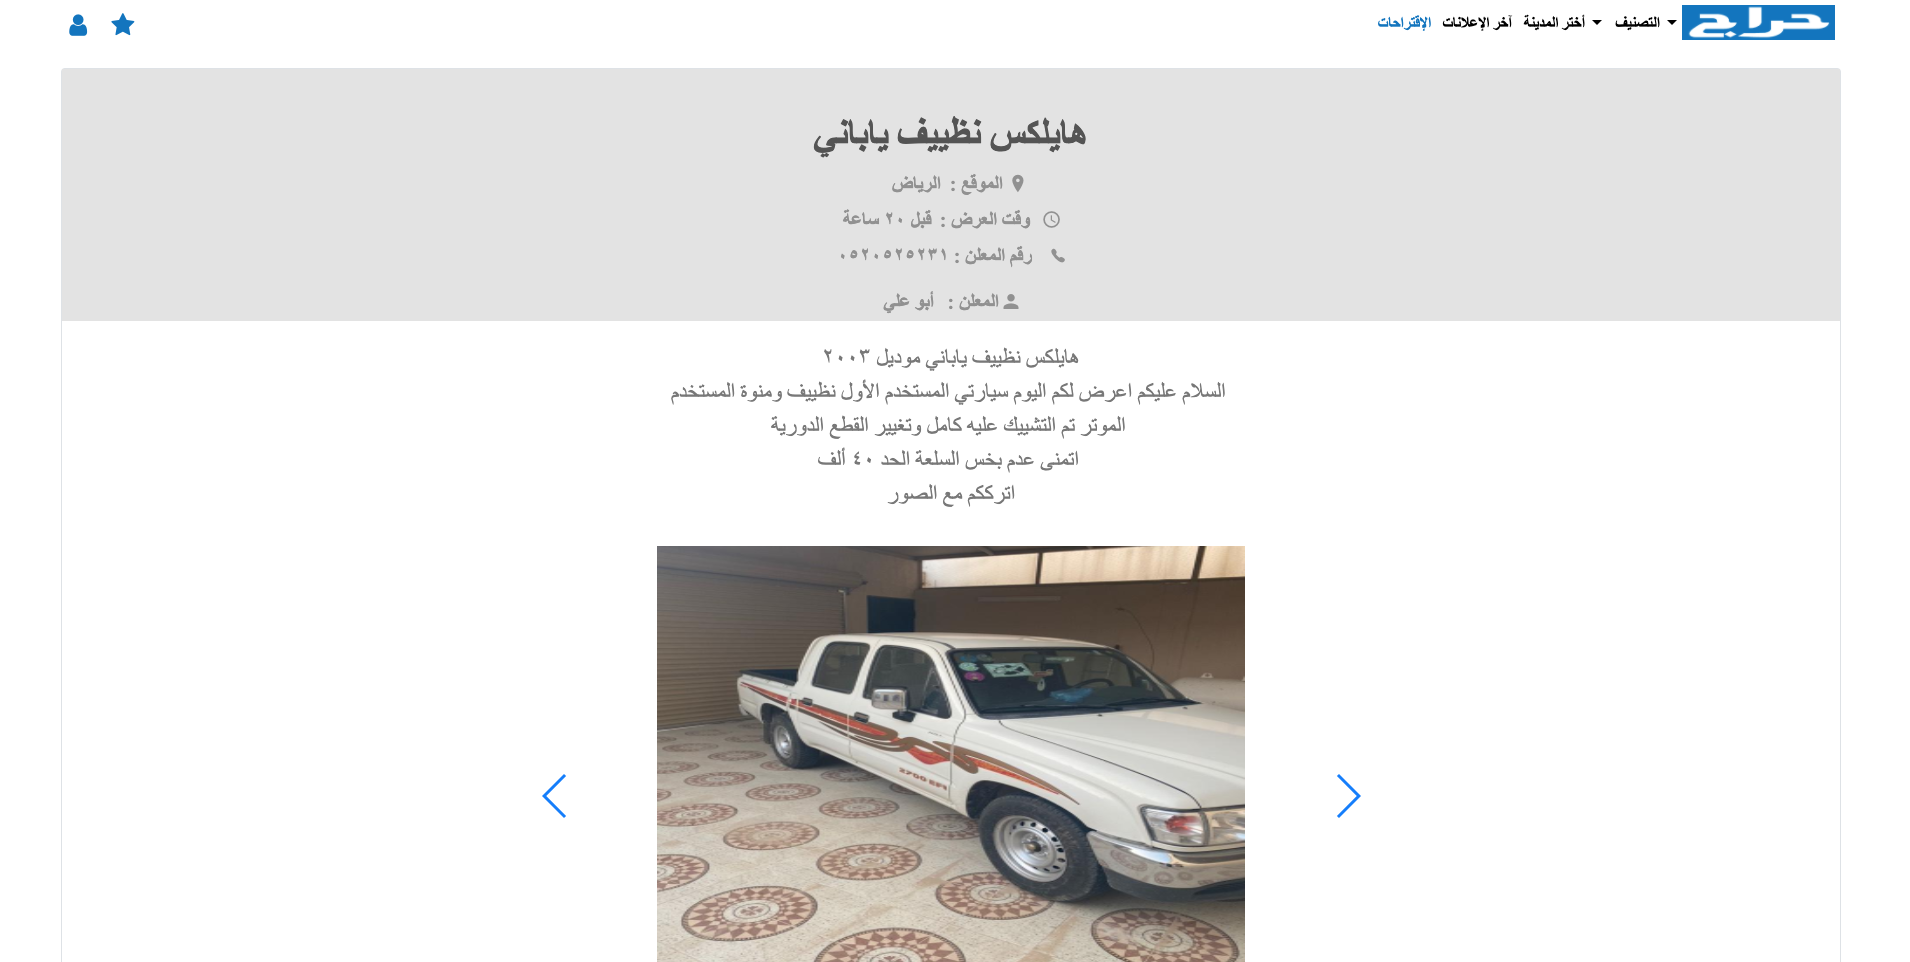 حراج
التصنيف
أختر المدينة
آخر الإعلانات
الإقتراحات
هايلكس نظييف ياباني
الموقع : الرياض
وقت العرض : قبل ٢٠ ساعة
رقم المعلن : ٠٥٢٠٥٢٥٢٣١
المعلن : أبو علي
هايلكس نظييف ياباني موديل ٢٠٠٣
السلام عليكم اعرض لكم اليوم سيارتي المستخدم الأول نظييف ومنوة المستخدم
الموتر تم التشييك عليه كامل وتغيير القطع الدورية
اتمنى عدم بخس السلعة الحد ٤٠ ألف
اترككم مع الصور
2700 EFI